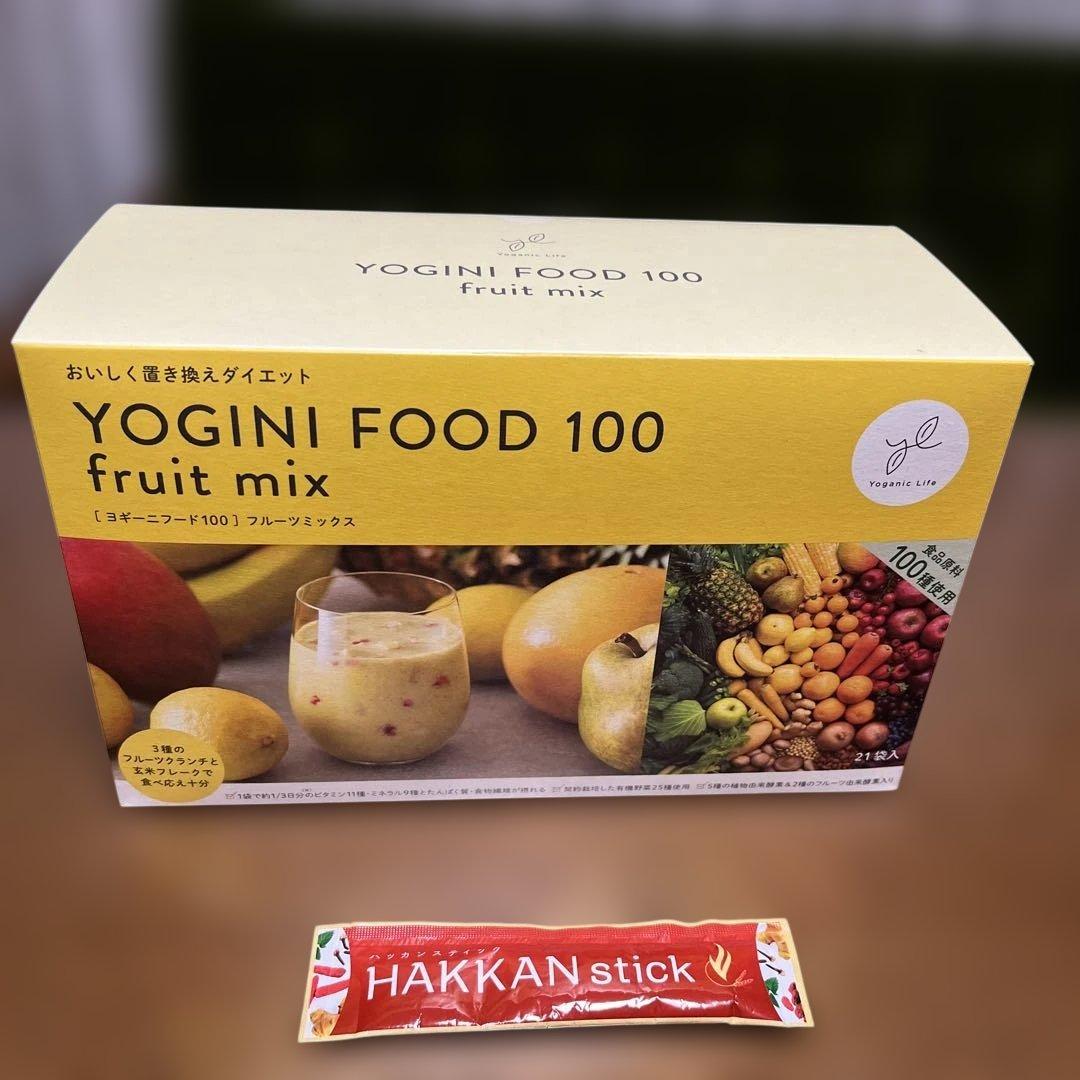 Yoganic Life
YOGINI FOOD 100
fruit mix
おいしく置き換えダイエット
YOGINI FOOD 100
fruit mix
[ヨギーニフード100] フルーツミックス
Yoganic Life
食品原料
100種使用
3種の
フルーツクランチと
玄米フレークで
食べ応え十分
21袋入
1袋で約1/3日分のビタミン11種・ミネラル9種とたんぱく質・食物繊維が摂れる 契約栽培した有機野菜25種使用 5種の植物由来酵素&2種のフルーツ由来酵素入り
ハッカンスティック
HAKKAN stick